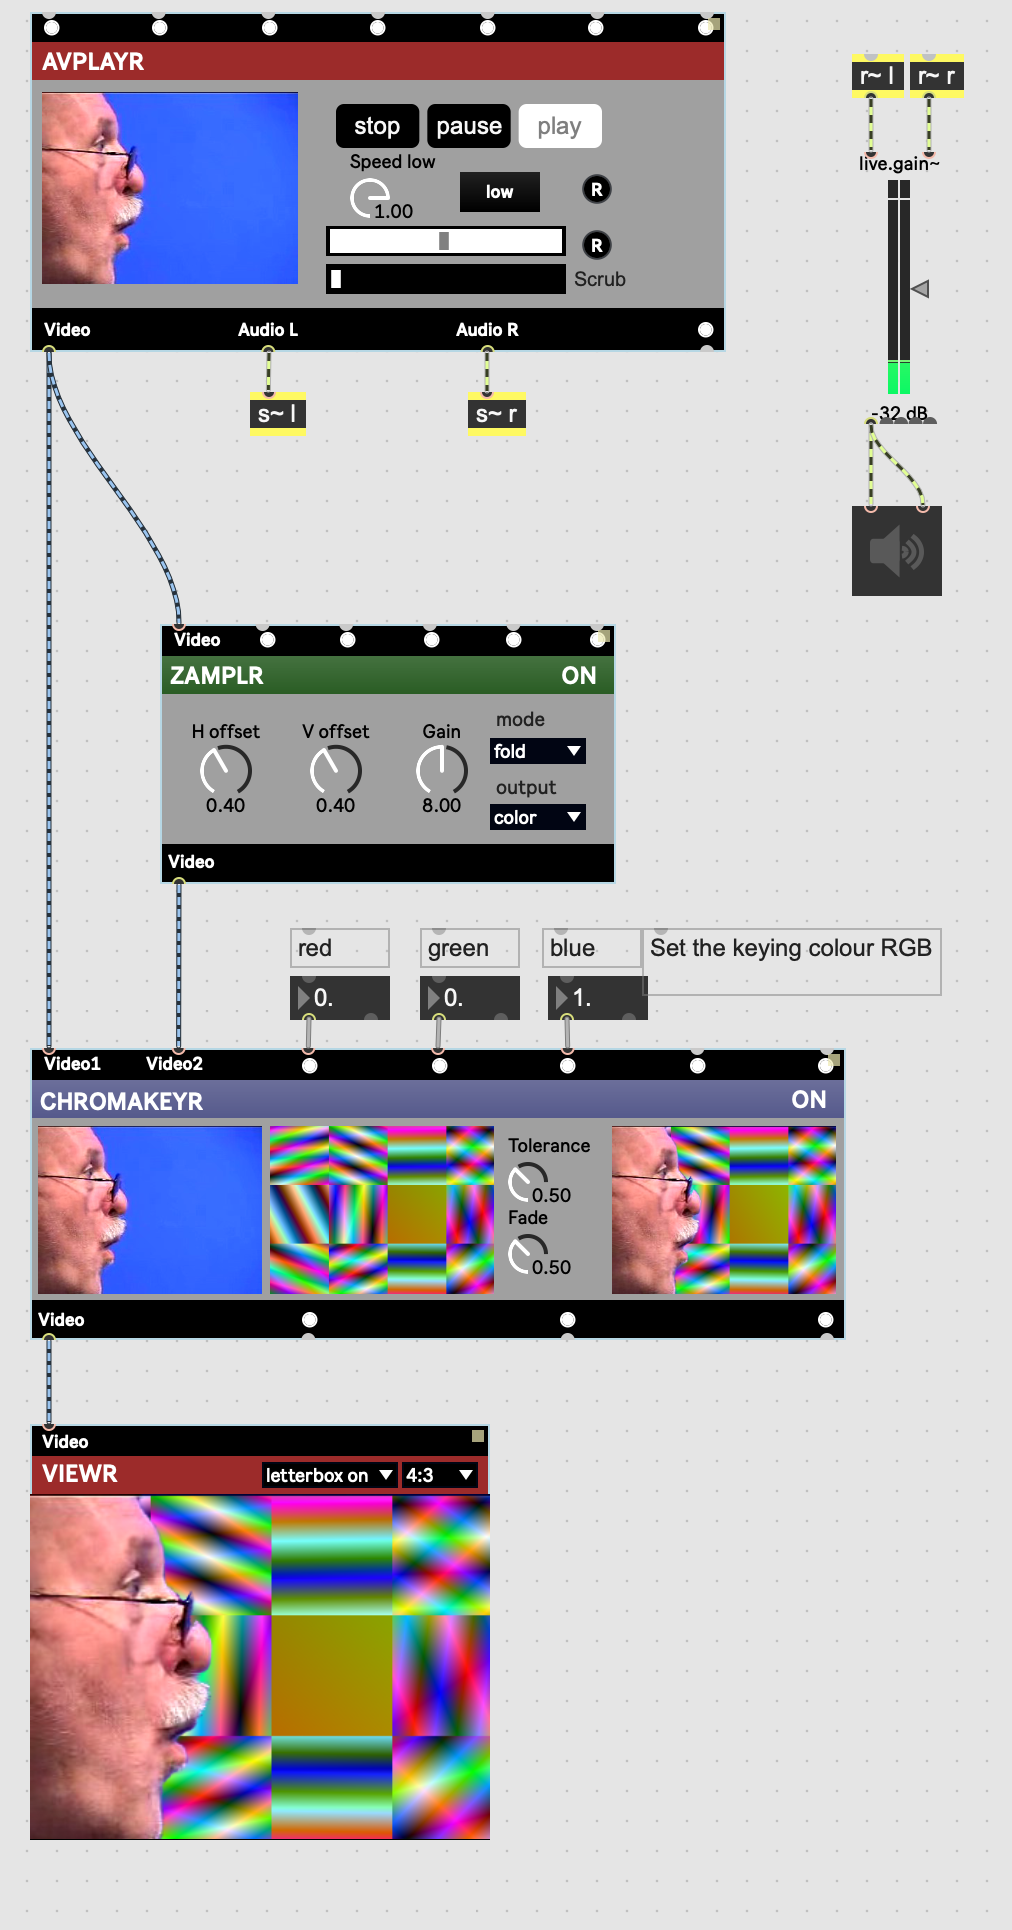 AVPLAYR
stop pause play
Speed low
1.00
low
R
R
Scrub
Video Audio L Audio R
s~ l
s~ r
r~ l
r~ r
live.gain~
-32 dB
Video
ZAMPLR ON
H offset V offset Gain
0.40 0.40 8.00
mode
fold
output
color
Video
red
green
blue
Set the keying colour RGB
0.
0.
1.
Video1 Video2
CHROMAKEYR ON
Tolerance
0.50
Fade
0.50
Video
Video
VIEWR letterbox on 4:3